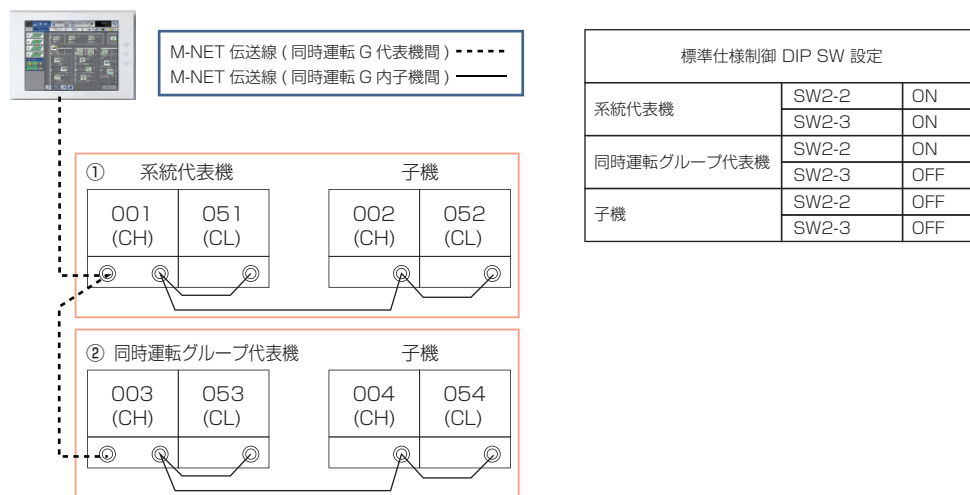 M-NET 伝送線 ( 同時運転 G 代表機間 )
M-NET 伝送線 ( 同時運転 G 内子機間 )
標準仕様制御 DIP SW 設定
系統代表機 SW2-2 ON
SW2-3 ON
同時運転グループ代表機 SW2-2 ON
SW2-3 OFF
子機 SW2-2 OFF
SW2-3 OFF
① 系統代表機 子機
001 051 002 052
(CH) (CL) (CH) (CL)
② 同時運転グループ代表機 子機
003 053 004 054
(CH) (CL) (CH) (CL)